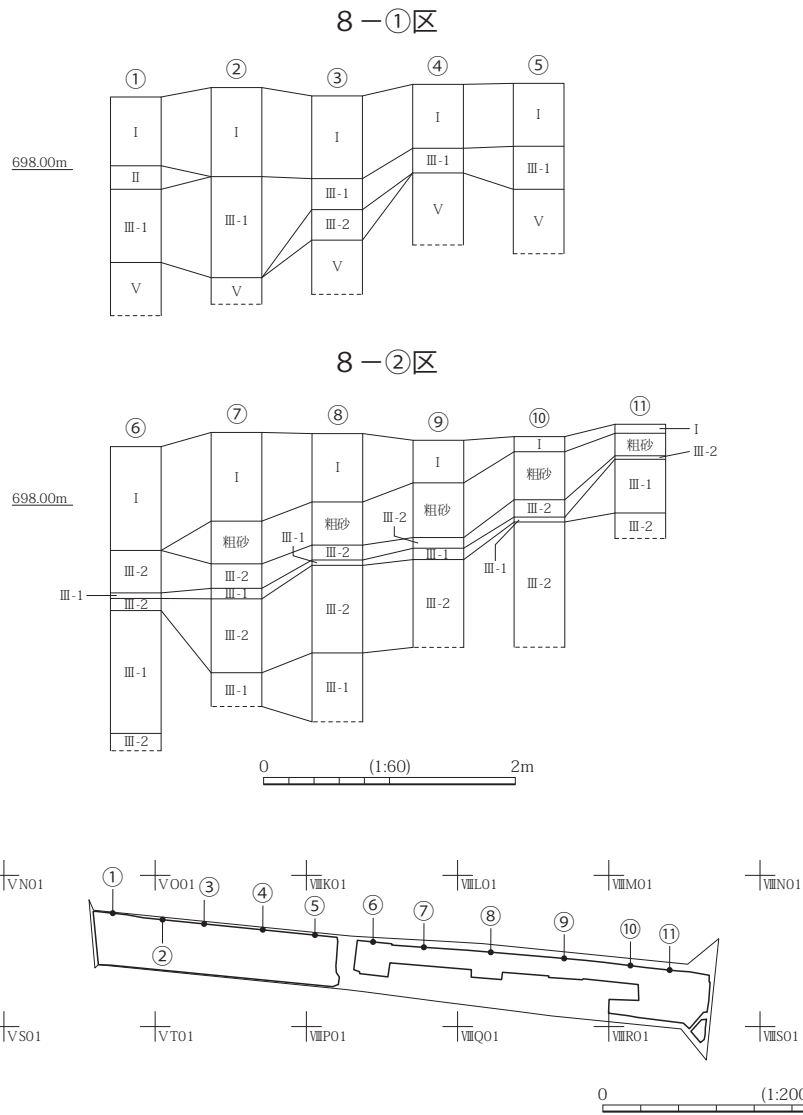 8－①区
① ② ③ ④ ⑤
I I I I I
698.00m
II
Ⅲ-1 Ⅲ-1 Ⅲ-1 Ⅲ-1 Ⅲ-1
Ⅲ-2
V V V V V
8－②区
⑥ ⑦ ⑧ ⑨ ⑩ ⑪
I I I I I I
698.00m
粗砂 粗砂 粗砂 粗砂 粗砂
Ⅲ-2 Ⅲ-2 Ⅲ-1 Ⅲ-2 Ⅲ-2 Ⅲ-2 Ⅲ-2
Ⅲ-1 Ⅲ-1 Ⅲ-1 Ⅲ-1 Ⅲ-1
Ⅲ-2 Ⅲ-2 Ⅲ-2 Ⅲ-2 Ⅲ-2 Ⅲ-2
Ⅲ-1 Ⅲ-1 Ⅲ-1
Ⅲ-2
0 (1:60) 2m
VN01 VO01 ⅧK01 ⅧL01 ⅧM01 ⅧN01
① ② ③ ④ ⑤ ⑥ ⑦ ⑧ ⑨ ⑩ ⑪
VS01 VT01 ⅧP01 ⅧQ01 ⅧR01 ⅧS01
0 (1:200